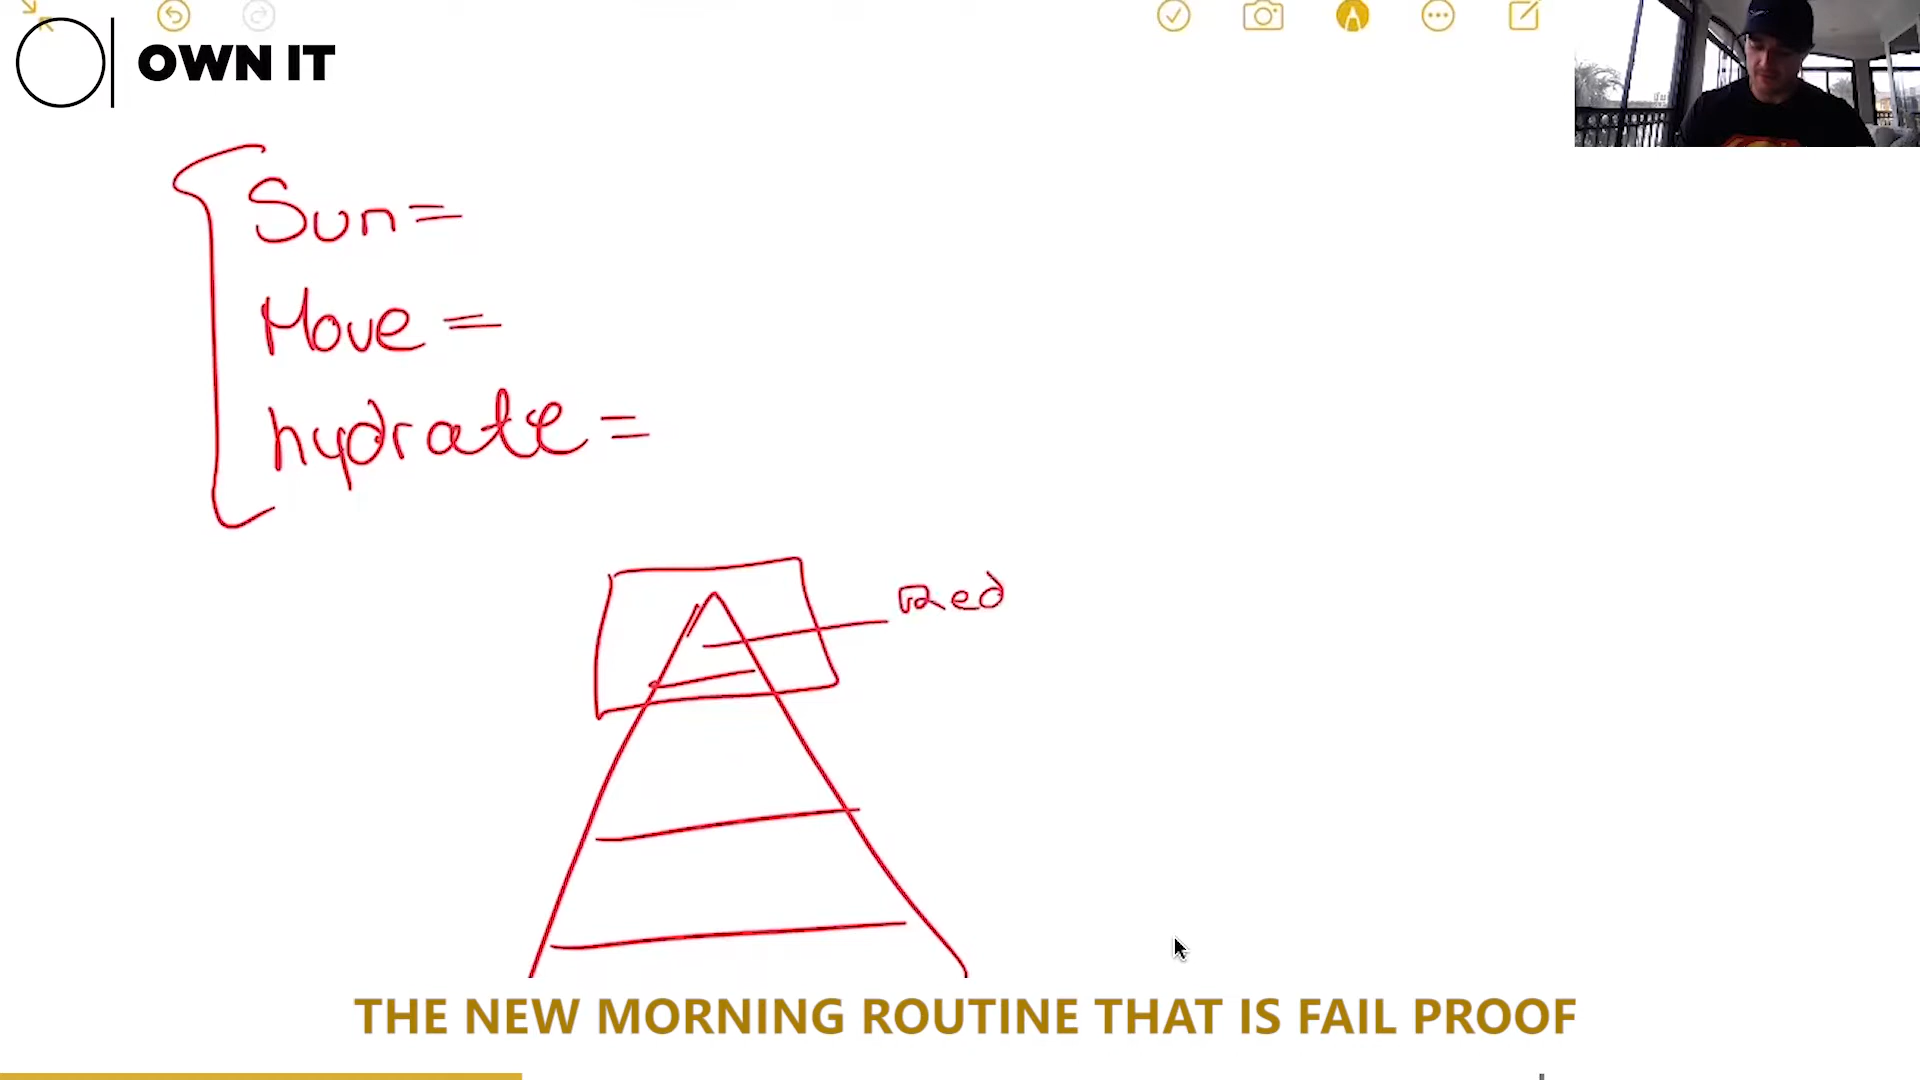 OWN IT
Sun=
Move =
hydrate =
Red
THE NEW MORNING ROUTINE THAT IS FAIL PROOF